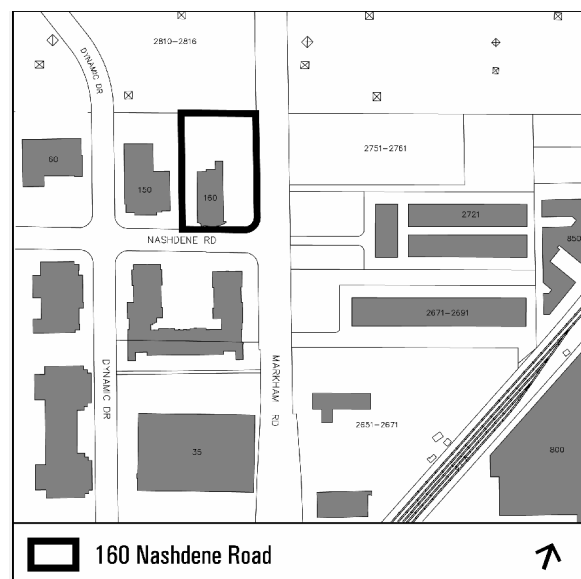 2810-2816
DYNAMIC DR
60
150
160
2751-2761
NASHDENE RD
2721
850
2671-2691
DYNAMIC DR
MARKHAM RD
35
2651-2671
800
160 Nashdene Road